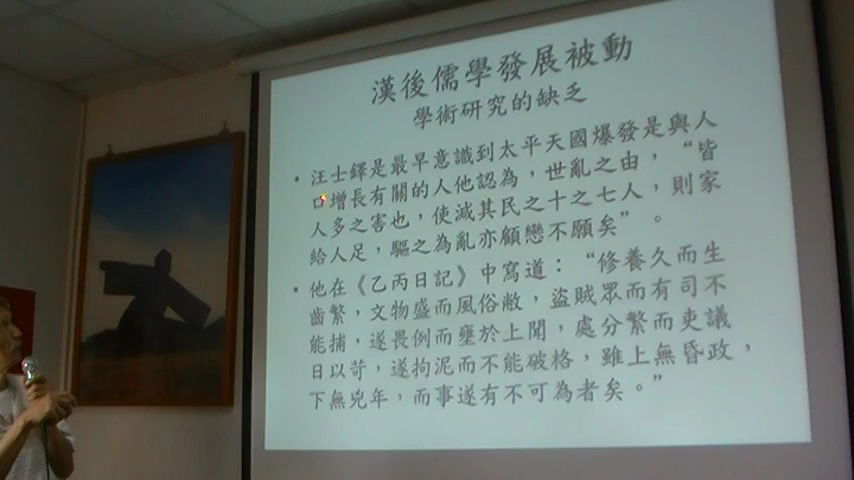 漢後儒學發展被動
學術研究的缺乏
• 汪士鐸是最早意識到太平天國爆發是與人
口增長有關的人他認為，世亂之由，“皆
人多之害也，使減其民之十之七人，則家
給人足，驅之為亂亦顧戀不願矣”。
• 他在《乙丙日記》中寫道：“修養久而生
齒繁，文物盛而風俗敝，盜賊眾而有司不
能捕，遂畏例而壅於上聞，處分繁而吏議
日以苛，遂拘泥而不能破格，雖上無昏政，
下無兇年，而事遂有不可為者矣。”